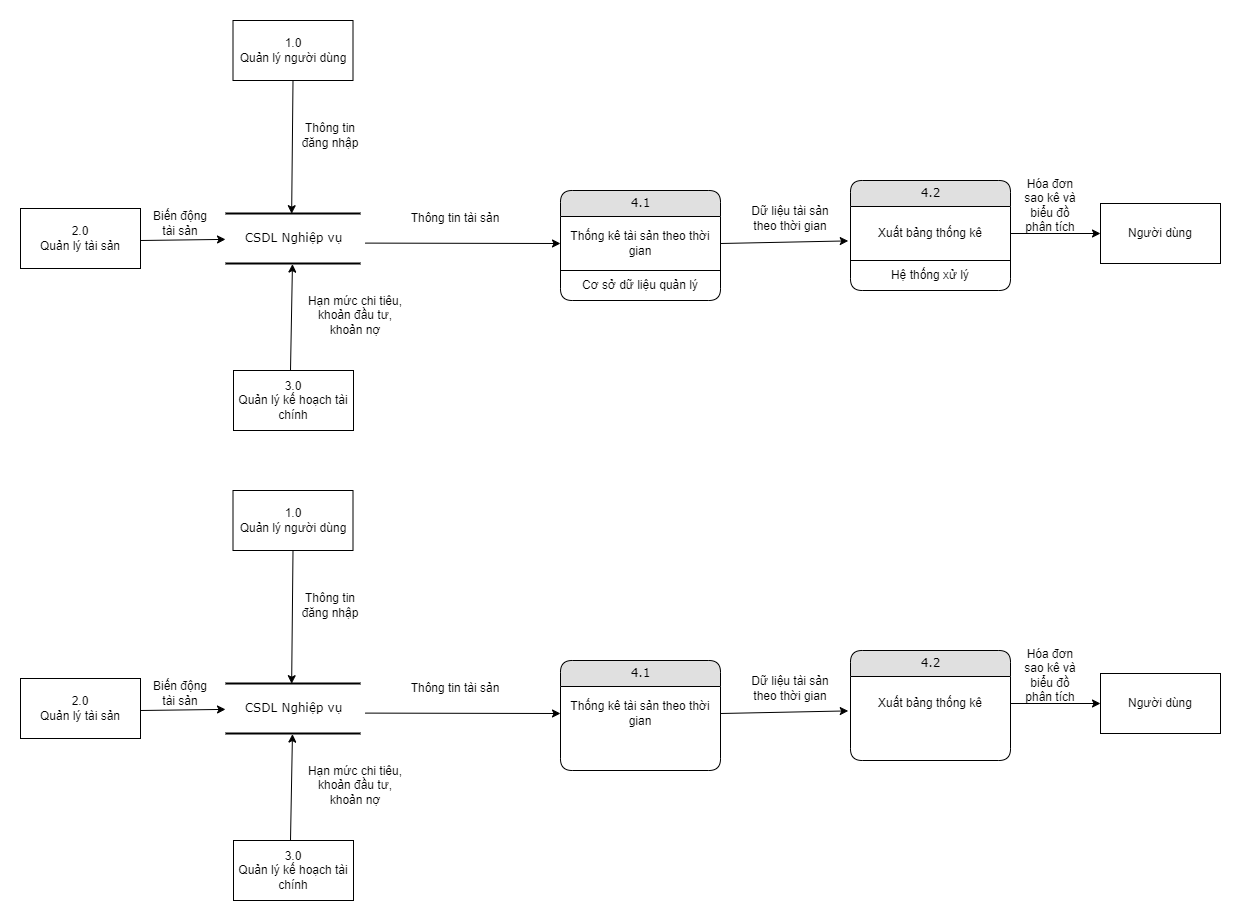 1.0
Quản lý người dùng
Thông tin
đăng nhập
2.0
Quản lý tài sản
Biến động
tài sản
CSDL Nghiệp vụ
Thông tin tài sản
4.1
Thống kê tài sản theo thời
gian
Cơ sở dữ liệu quản lý
Dữ liệu tài sản
theo thời gian
4.2
Xuất bảng thống kê
Hệ thống xử lý
Hóa đơn
sao kê và
biểu đồ
phân tích
Người dùng
Hạn mức chi tiêu,
khoản đầu tư,
khoản nợ
3.0
Quản lý kế hoạch tài
chính
1.0
Quản lý người dùng
Thông tin
đăng nhập
2.0
Quản lý tài sản
Biến động
tài sản
CSDL Nghiệp vụ
Thông tin tài sản
4.1
Thống kê tài sản theo thời
gian
Dữ liệu tài sản
theo thời gian
4.2
Xuất bảng thống kê
Hóa đơn
sao kê và
biểu đồ
phân tích
Người dùng
Hạn mức chi tiêu,
khoản đầu tư,
khoản nợ
3.0
Quản lý kế hoạch tài
chính